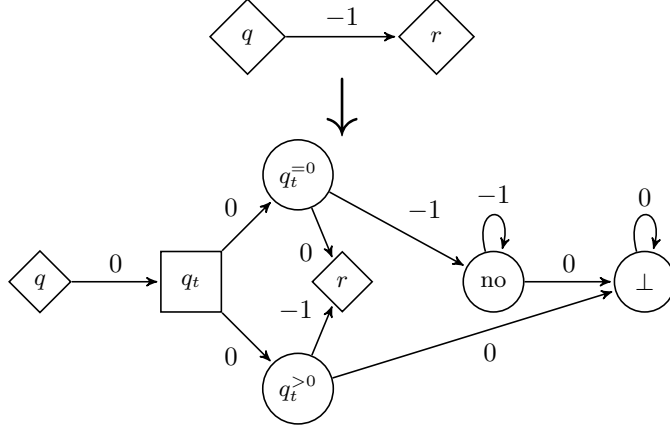 q −1 r
q_t^{=0} −1 −1 0
0 0
q 0 q_t r no 0 ⊥
−1
0 0
q_t^{>0}